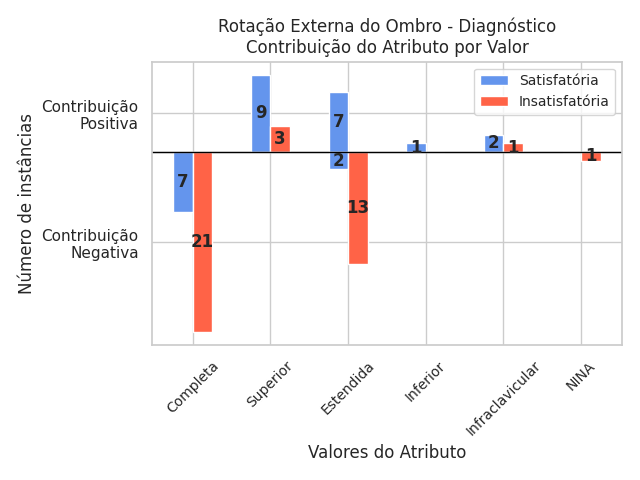 Rotação Externa do Ombro - Diagnóstico
Contribuição do Atributo por Valor
Satisfatória
Insatisfatória
Contribuição
Positiva
Contribuição
Negativa
Número de instâncias
9
3
7
2
1
2
1
1
7
13
21
Completa
Superior
Estendida
Inferior
Infraclavicular
NINA
Valores do Atributo